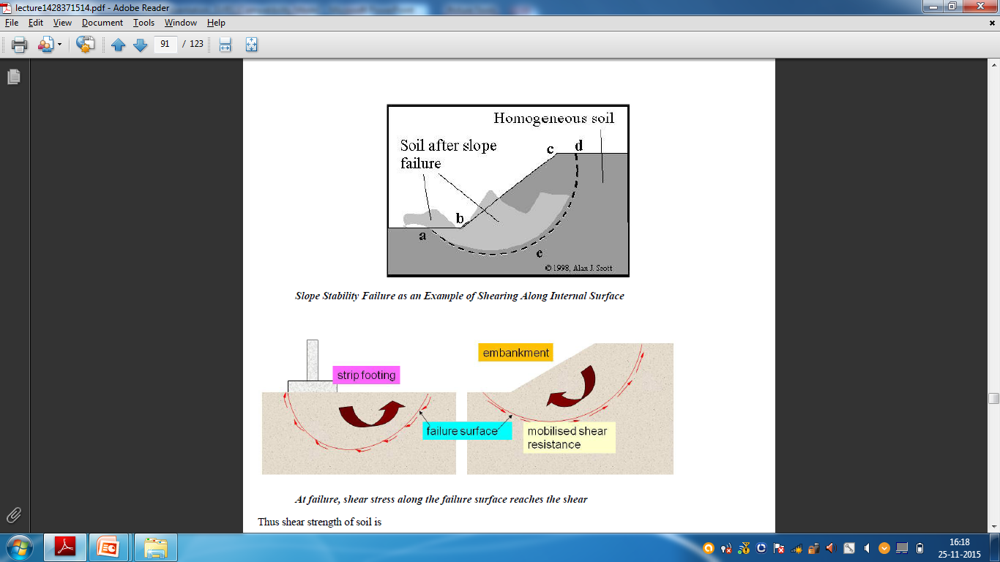 lecture1428371514.pdf - Adobe Reader
File Edit View Document Tools Window Help
91 / 123
Homogeneous soil
Soil after slope
failure
c d
b
a
e
© 1998, Alan J. Scott
Slope Stability Failure as an Example of Shearing Along Internal Surface
embankment
strip footing
failure surface
mobilised shear
resistance
At failure, shear stress along the failure surface reaches the shear
Thus shear strength of soil is
16:18
25-11-2015